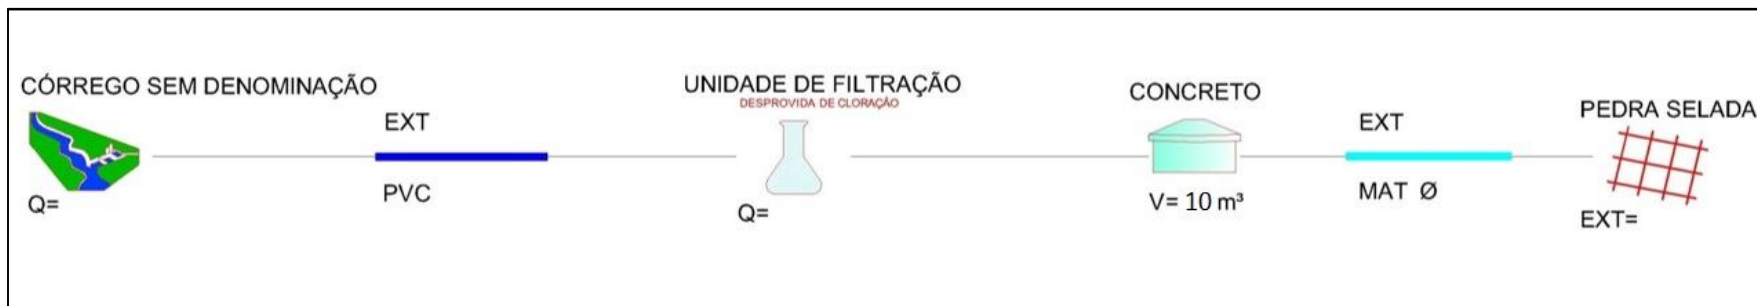 CÓRREGO SEM DENOMINAÇÃO
Q=
EXT
PVC
UNIDADE DE FILTRAÇÃO
DESPROVIDA DE CLORAÇÃO
Q=
CONCRETO
V= 10 m³
EXT
MAT Ø
PEDRA SELADA
EXT=